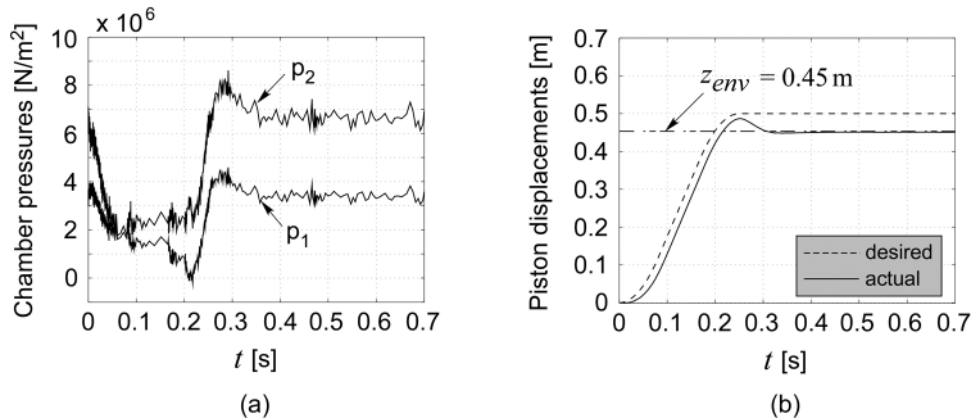 x 10⁶
Chamber pressures [N/m²]
10
8
6
4
2
0
p₂
p₁
0 0.1 0.2 0.3 0.4 0.5 0.6 0.7
t [s]
(a)
Piston displacements [m]
0.7
0.6
0.5
0.4
0.3
0.2
0.1
0
z_env = 0.45 m
desired
actual
0 0.1 0.2 0.3 0.4 0.5 0.6 0.7
t [s]
(b)